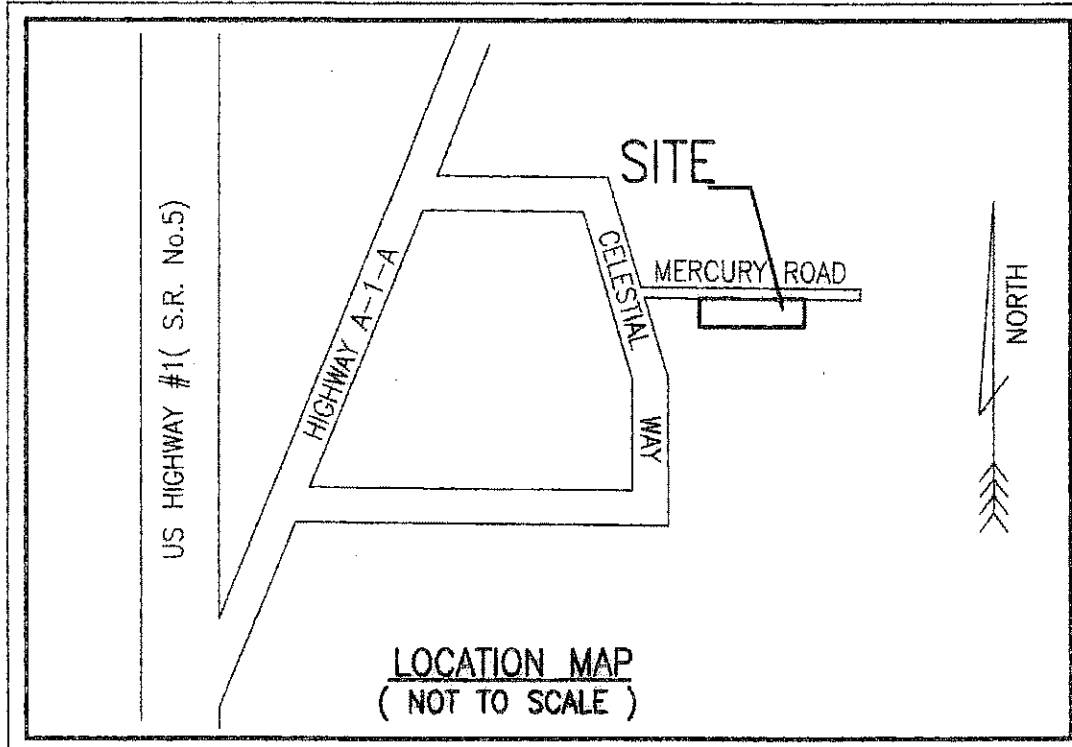 SITE
US HIGHWAY #1( S.R. No.5)
HIGHWAY A-1-A
CELESTIAL
WAY
MERCURY ROAD
NORTH
LOCATION MAP
( NOT TO SCALE )